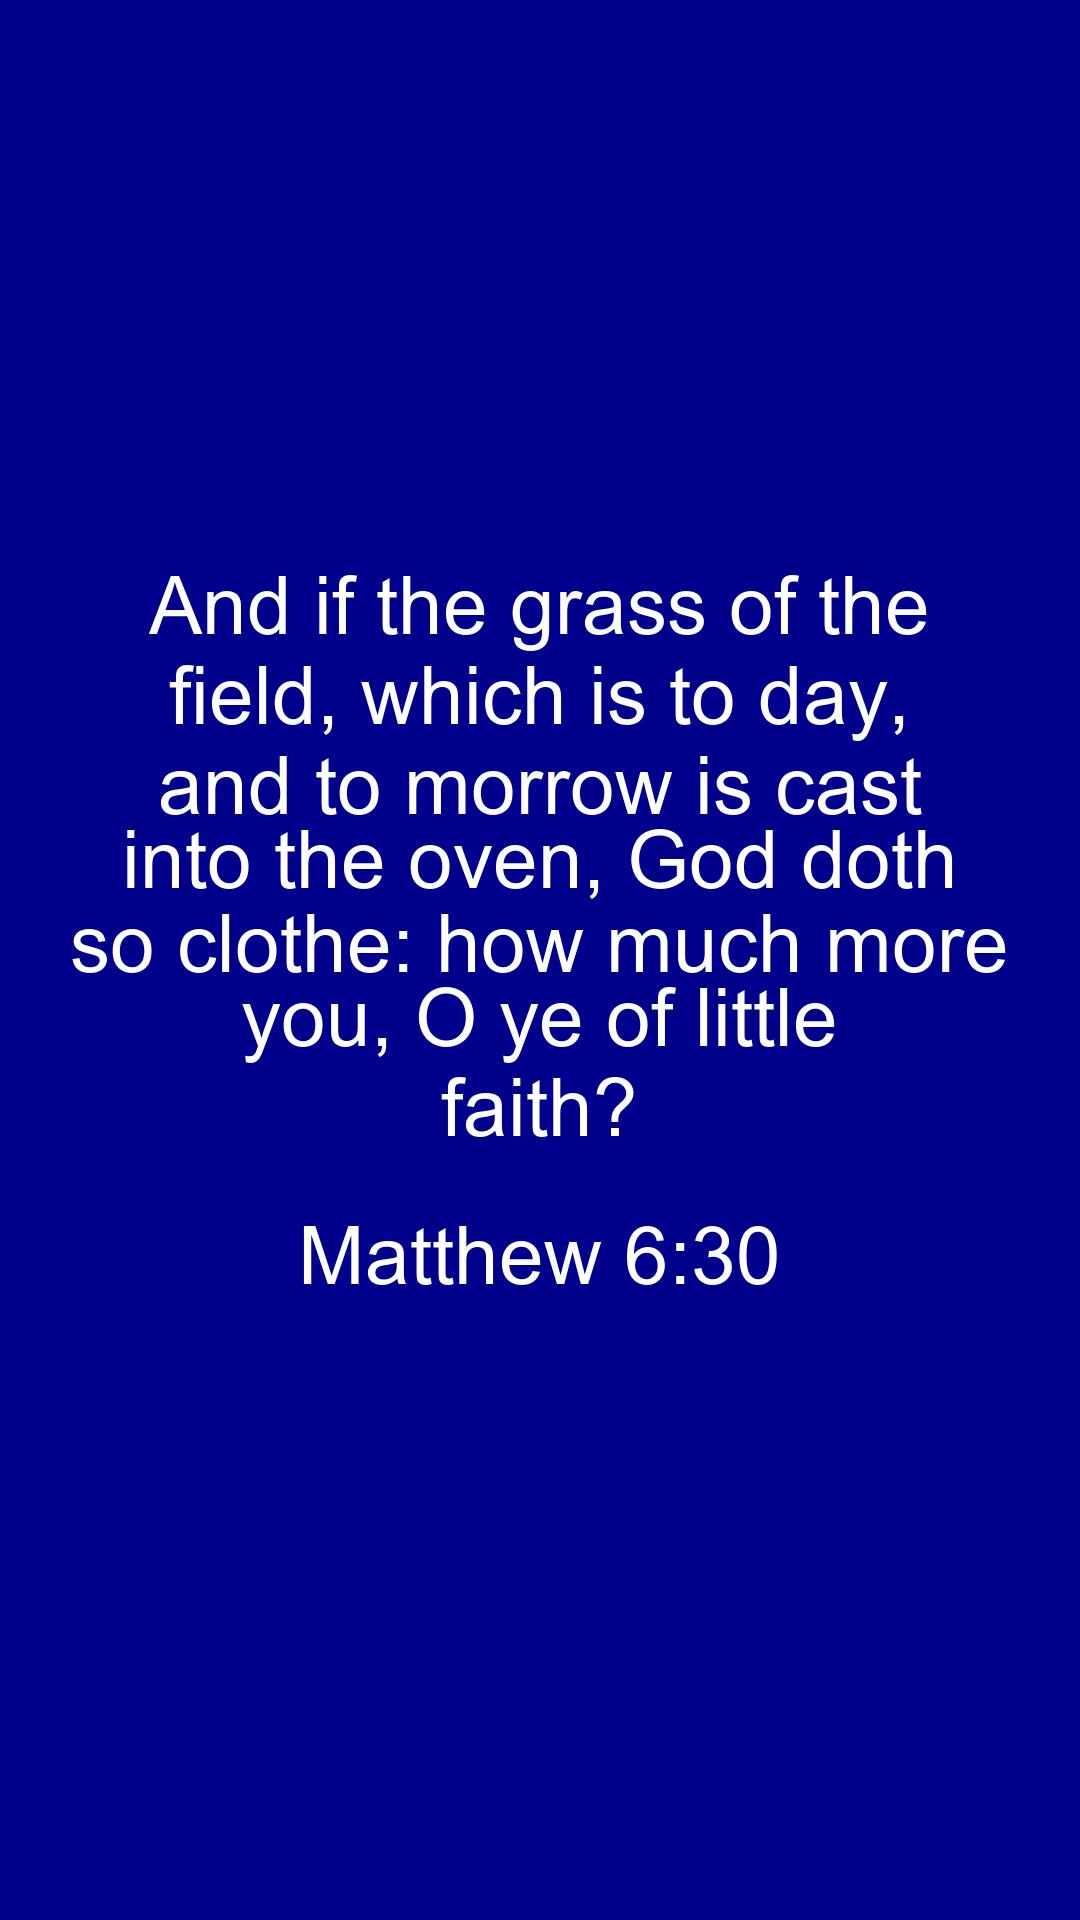 And if the grass of the
field, which is to day,
and to morrow is cast
into the oven, God doth
so clothe: how much more
you, O ye of little
faith?
Matthew 6:30